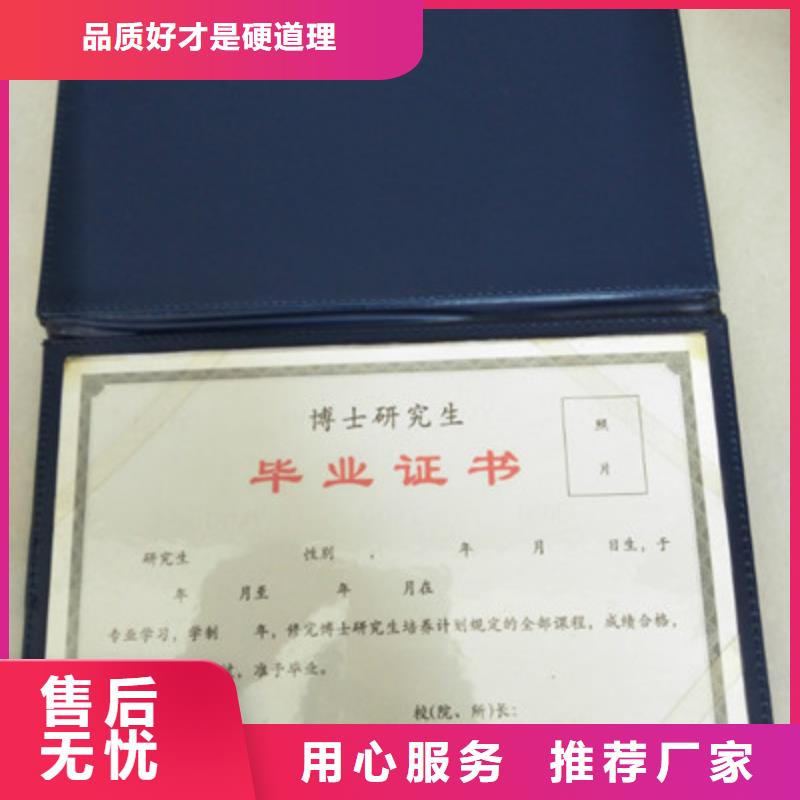 品质好才是硬道理
博士研究生
毕业证书
照
片
研究生 性别 , 年 月 日生,于
年 月至 年 月在
专业学习,学制 年,修完博士研究生培养计划规定的全部课程,成绩合格,
准予毕业。
校(院、所)长:
售后
无忧
用心服务 推荐厂家